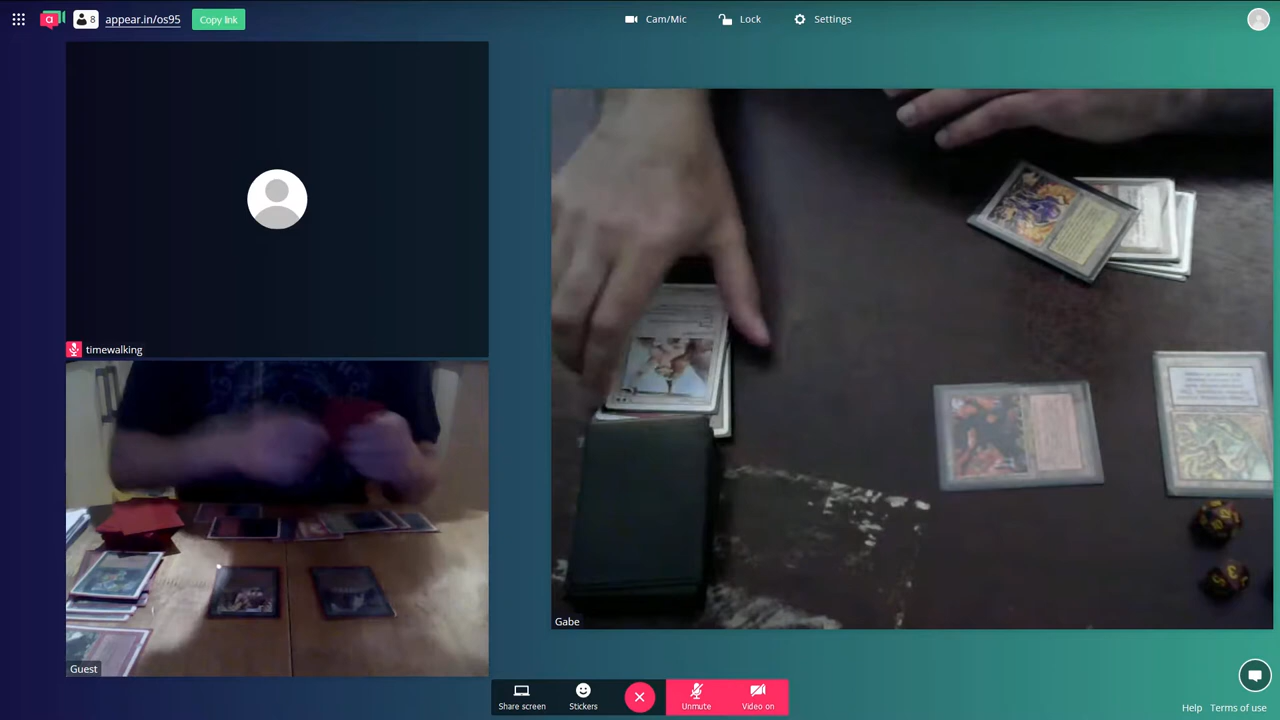 8
appear.in/os95
Copy link
Cam/Mic
Lock
Settings
timewalking
Guest
Gabe
Share screen
Stickers
Unmute
Video on
Help
Terms of use